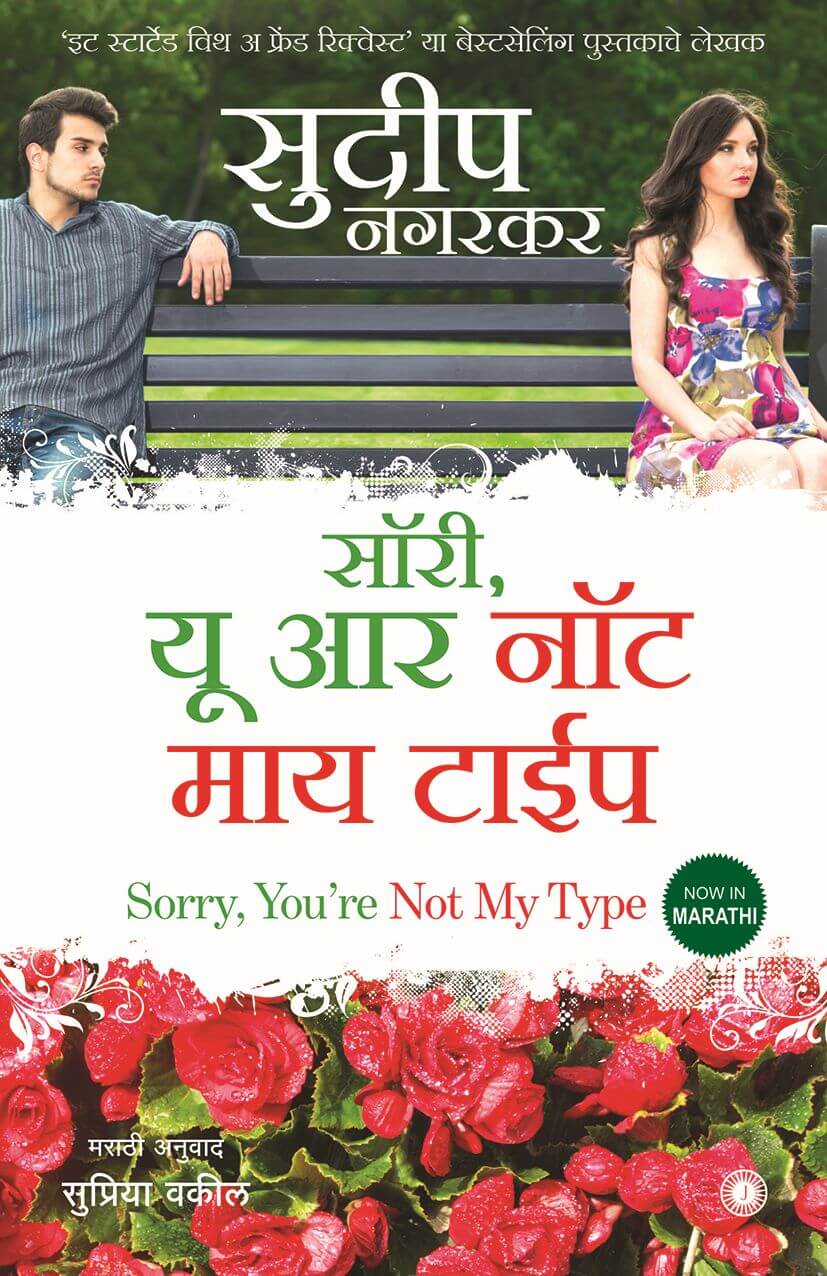 ‘इट स्टार्टेड विथ अ फ्रेंड रिक्वेस्ट’ या बेस्टसेलिंग पुस्तकाचे लेखक
सुदीप
नगरकर
सॉरी,
यू आर नॉट
माय टाईप
Sorry, You’re Not My Type
NOW IN
MARATHI
मराठी अनुवाद
सुप्रिया वकील
J